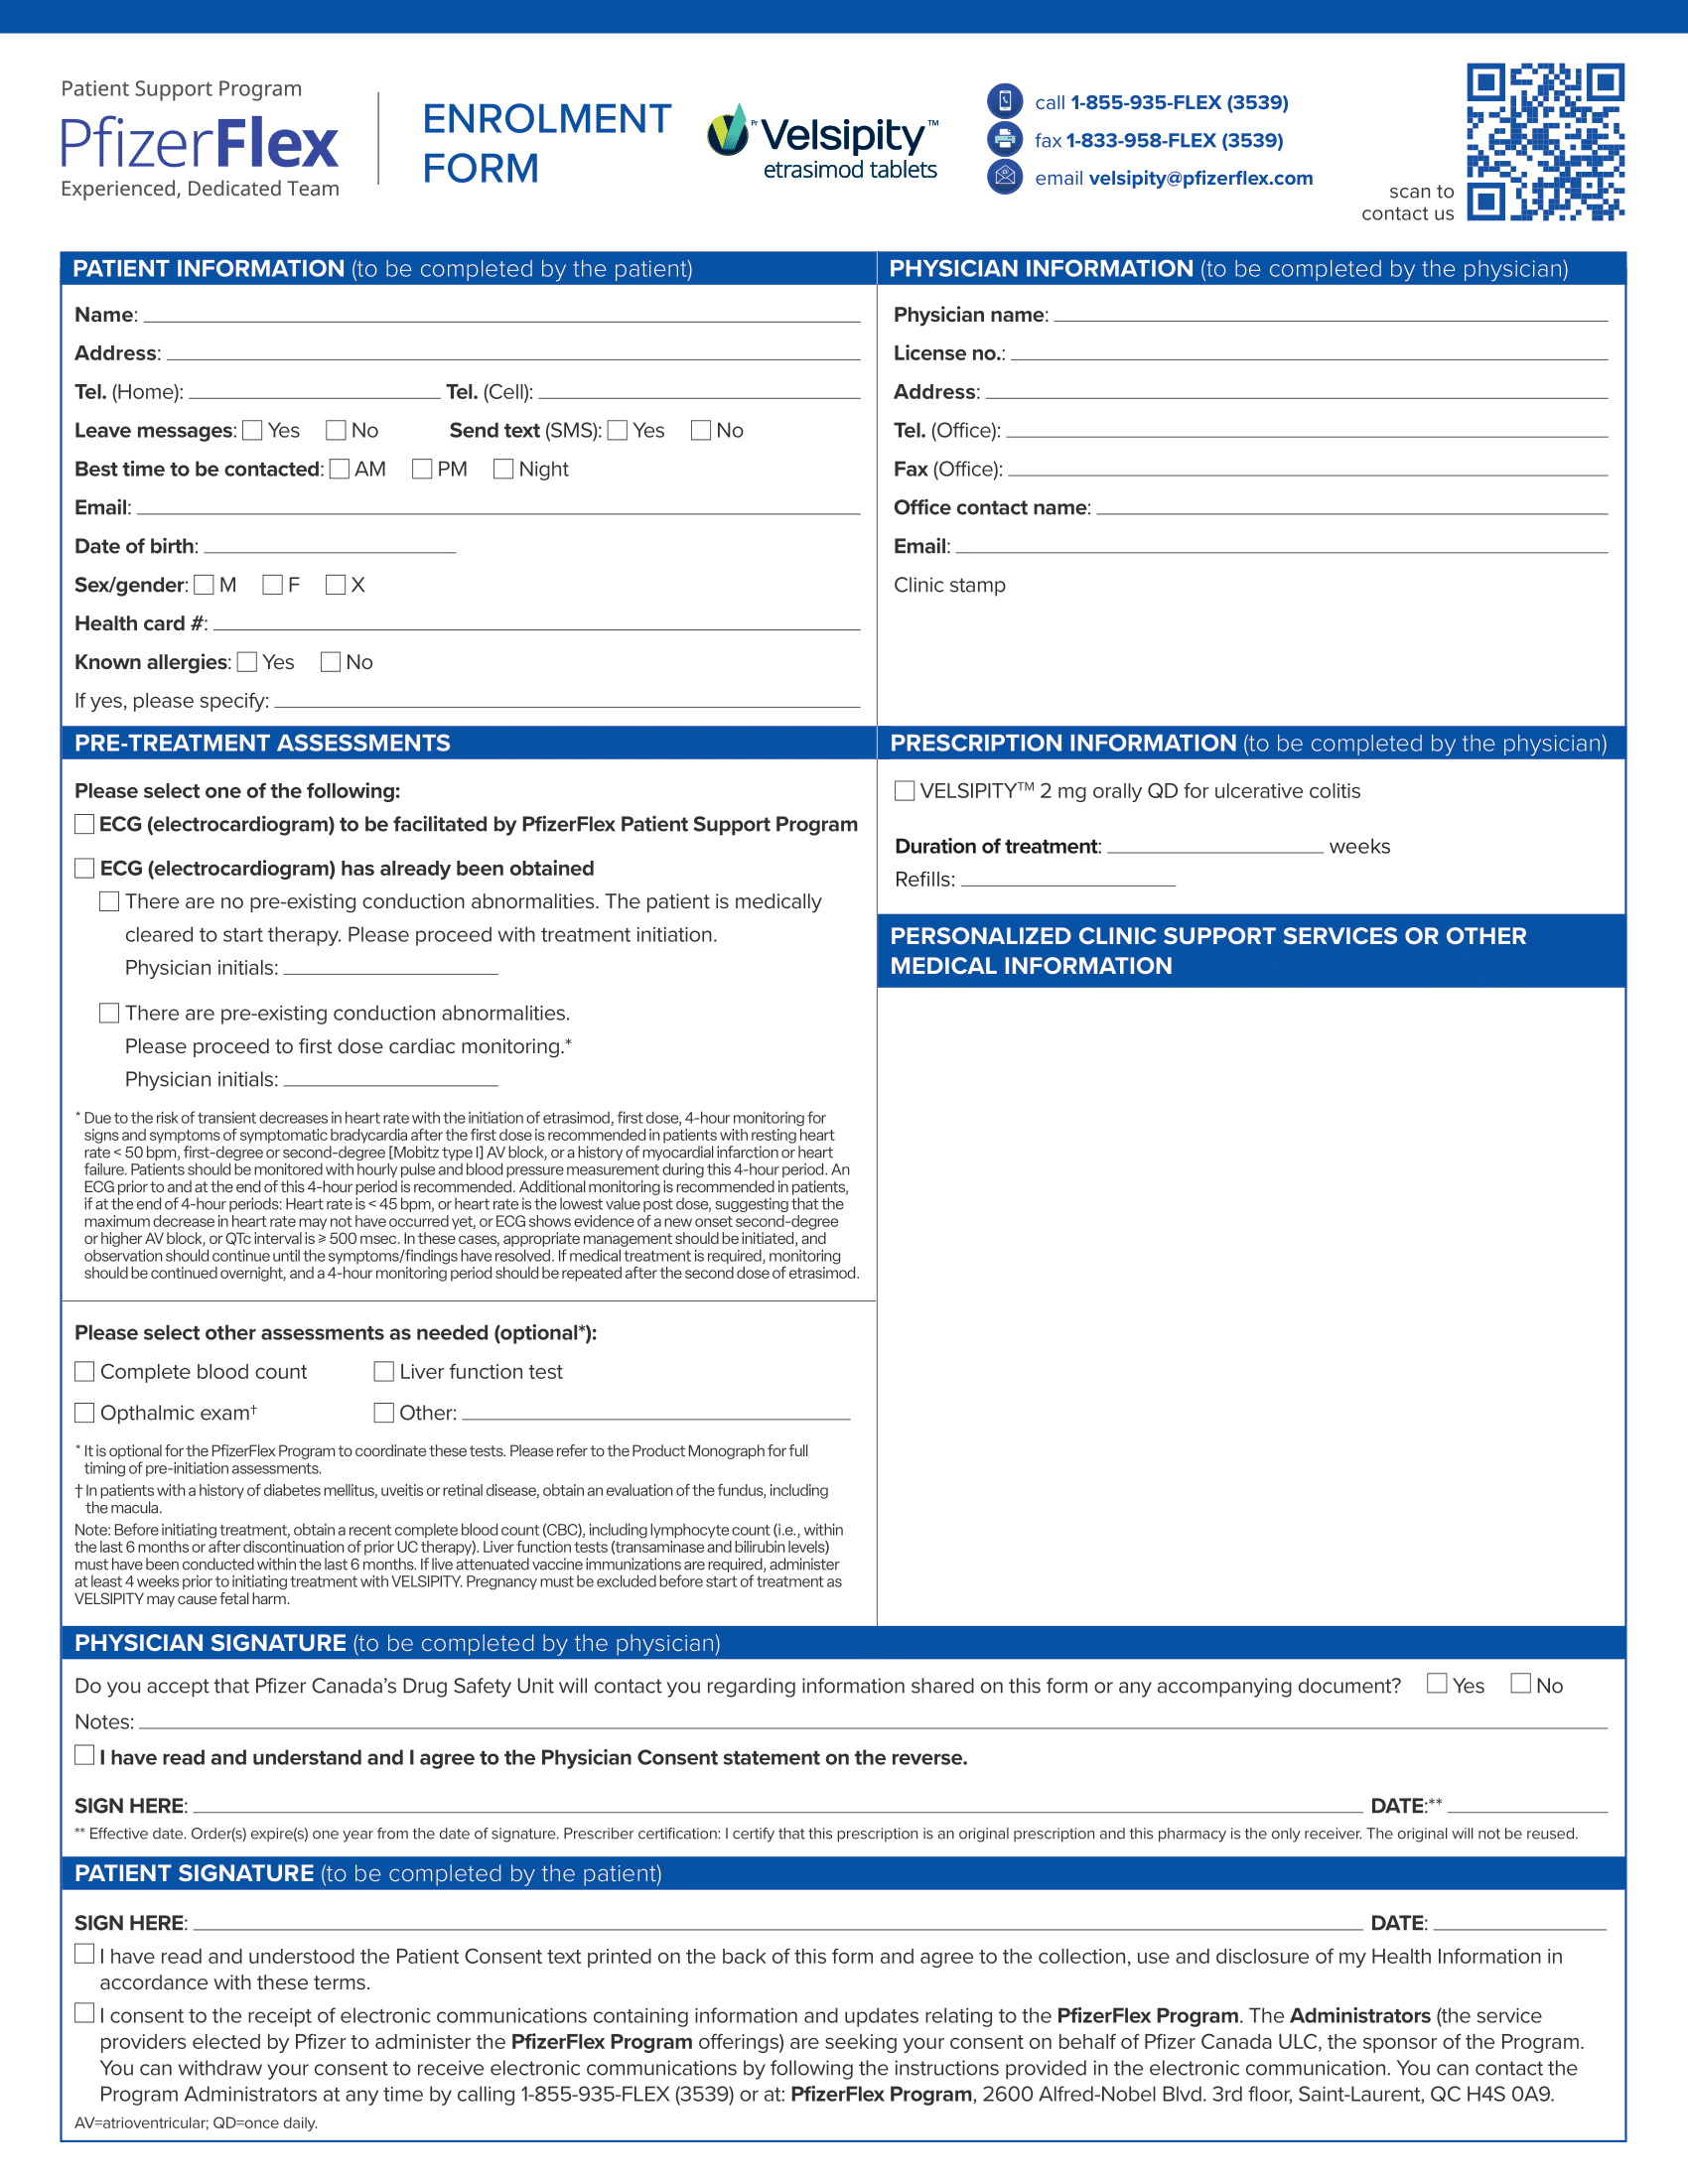 Patient Support Program
PfizerFlex
Experienced, Dedicated Team
ENROLMENT
FORM
Pr Velsipity™
etrasimod tablets
call 1-855-935-FLEX (3539)
fax 1-833-958-FLEX (3539)
email velsipity@pfizerflex.com
scan to
contact us
PATIENT INFORMATION (to be completed by the patient)
Name:
Address:
Tel. (Home): Tel. (Cell):
Leave messages: Yes No Send text (SMS): Yes No
Best time to be contacted: AM PM Night
Email:
Date of birth:
Sex/gender: M F X
Health card #:
Known allergies: Yes No
If yes, please specify:
PHYSICIAN INFORMATION (to be completed by the physician)
Physician name:
License no.:
Address:
Tel. (Office):
Fax (Office):
Office contact name:
Email:
Clinic stamp
PRE-TREATMENT ASSESSMENTS
Please select one of the following:
ECG (electrocardiogram) to be facilitated by PfizerFlex Patient Support Program
ECG (electrocardiogram) has already been obtained
There are no pre-existing conduction abnormalities. The patient is medically
cleared to start therapy. Please proceed with treatment initiation.
Physician initials:
There are pre-existing conduction abnormalities.
Please proceed to first dose cardiac monitoring.*
Physician initials:
* Due to the risk of transient decreases in heart rate with the initiation of etrasimod, first dose, 4-hour monitoring for
signs and symptoms of symptomatic bradycardia after the first dose is recommended in patients with resting heart
rate < 50 bpm, first-degree or second-degree [Mobitz type I] AV block, or a history of myocardial infarction or heart
failure. Patients should be monitored with hourly pulse and blood pressure measurement during this 4-hour period. An
ECG prior to and at the end of this 4-hour period is recommended. Additional monitoring is recommended in patients,
if at the end of 4-hour periods: Heart rate is < 45 bpm, or heart rate is the lowest value post dose, suggesting that the
maximum decrease in heart rate may not have occurred yet, or ECG shows evidence of a new onset second-degree
or higher AV block, or QTc interval is ≥ 500 msec. In these cases, appropriate management should be initiated, and
observation should continue until the symptoms/findings have resolved. If medical treatment is required, monitoring
should be continued overnight, and a 4-hour monitoring period should be repeated after the second dose of etrasimod.
Please select other assessments as needed (optional*):
Complete blood count Liver function test
Opthalmic exam† Other:
* It is optional for the PfizerFlex Program to coordinate these tests. Please refer to the Product Monograph for full
timing of pre-initiation assessments.
† In patients with a history of diabetes mellitus, uveitis or retinal disease, obtain an evaluation of the fundus, including
the macula.
Note: Before initiating treatment, obtain a recent complete blood count (CBC), including lymphocyte count (i.e., within
the last 6 months or after discontinuation of prior UC therapy). Liver function tests (transaminase and bilirubin levels)
must have been conducted within the last 6 months. If live attenuated vaccine immunizations are required, administer
at least 4 weeks prior to initiating treatment with VELSIPITY. Pregnancy must be excluded before start of treatment as
VELSIPITY may cause fetal harm.
PRESCRIPTION INFORMATION (to be completed by the physician)
VELSIPITY™ 2 mg orally QD for ulcerative colitis
Duration of treatment: weeks
Refills:
PERSONALIZED CLINIC SUPPORT SERVICES OR OTHER
MEDICAL INFORMATION
PHYSICIAN SIGNATURE (to be completed by the physician)
Do you accept that Pfizer Canada’s Drug Safety Unit will contact you regarding information shared on this form or any accompanying document? Yes No
Notes:
I have read and understand and I agree to the Physician Consent statement on the reverse.
SIGN HERE: DATE:**
** Effective date. Order(s) expire(s) one year from the date of signature. Prescriber certification: I certify that this prescription is an original prescription and this pharmacy is the only receiver. The original will not be reused.
PATIENT SIGNATURE (to be completed by the patient)
SIGN HERE: DATE:
I have read and understood the Patient Consent text printed on the back of this form and agree to the collection, use and disclosure of my Health Information in
accordance with these terms.
I consent to the receipt of electronic communications containing information and updates relating to the PfizerFlex Program. The Administrators (the service
providers elected by Pfizer to administer the PfizerFlex Program offerings) are seeking your consent on behalf of Pfizer Canada ULC, the sponsor of the Program.
You can withdraw your consent to receive electronic communications by following the instructions provided in the electronic communication. You can contact the
Program Administrators at any time by calling 1-855-935-FLEX (3539) or at: PfizerFlex Program, 2600 Alfred-Nobel Blvd. 3rd floor, Saint-Laurent, QC H4S 0A9.
AV=atrioventricular; QD=once daily.